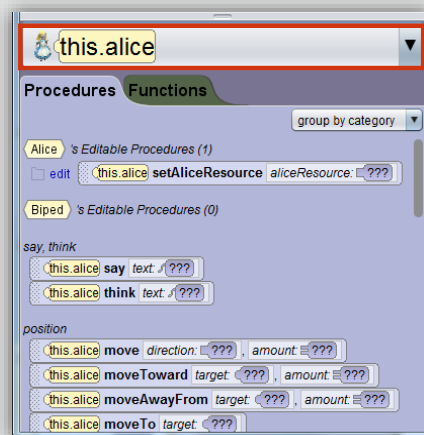 this.alice
Procedures Functions
group by category
Alice 's Editable Procedures (1)
edit this.alice setAliceResource aliceResource: ???
Biped 's Editable Procedures (0)
say, think
this.alice say text: ???
this.alice think text: ???
position
this.alice move direction: ??? , amount: ???
this.alice moveToward target: ??? , amount: ???
this.alice moveAwayFrom target: ??? , amount: ???
this.alice moveTo target: ???